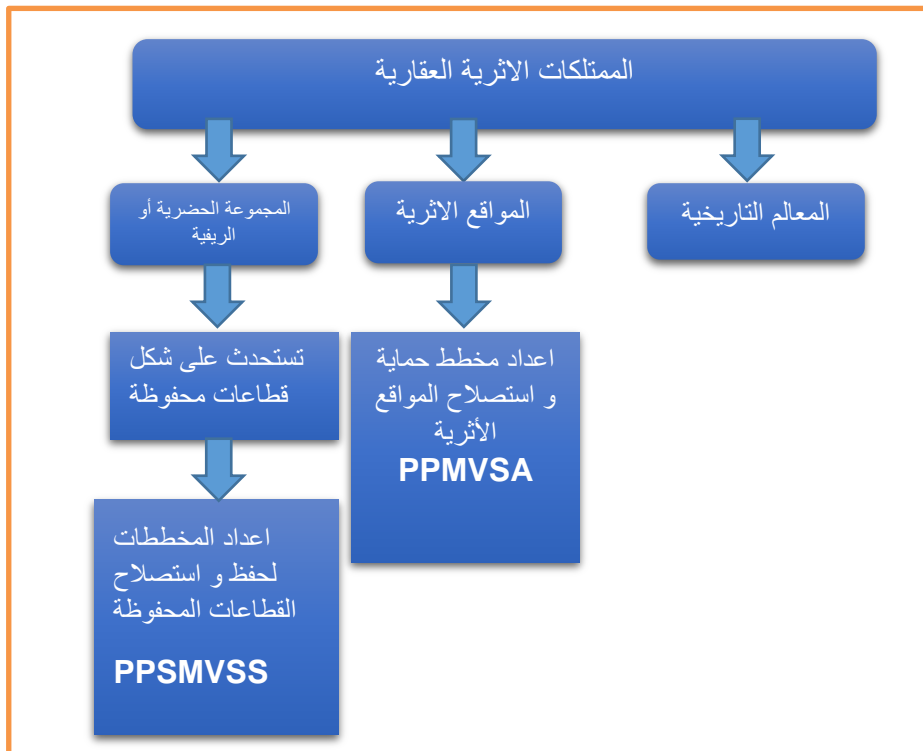 الممتلكات الاثرية العقارية
المعالم التاريخية
المواقع الاثرية
المجموعة الحضرية أو
الريفية
اعداد مخطط حماية
و استصلاح المواقع
الأثرية
PPMVSA
تستحدث على شكل
قطاعات محفوظة
اعداد المخططات
لحفظ و استصلاح
القطاعات المحفوظة
PPSMVSS